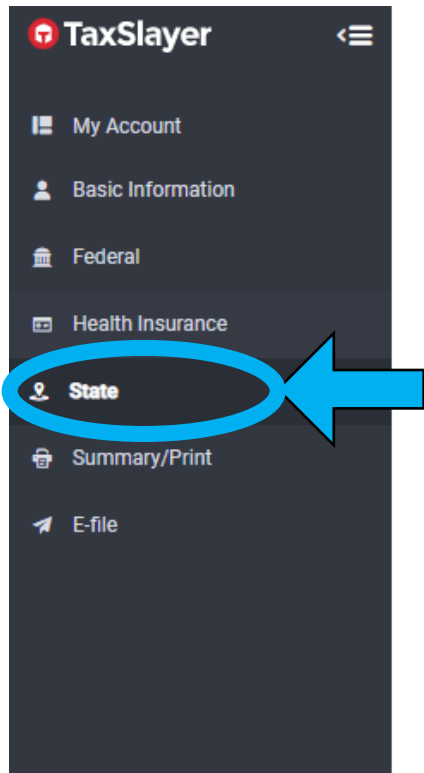 TaxSlayer
My Account
Basic Information
Federal
Health Insurance
State
Summary/Print
E-file